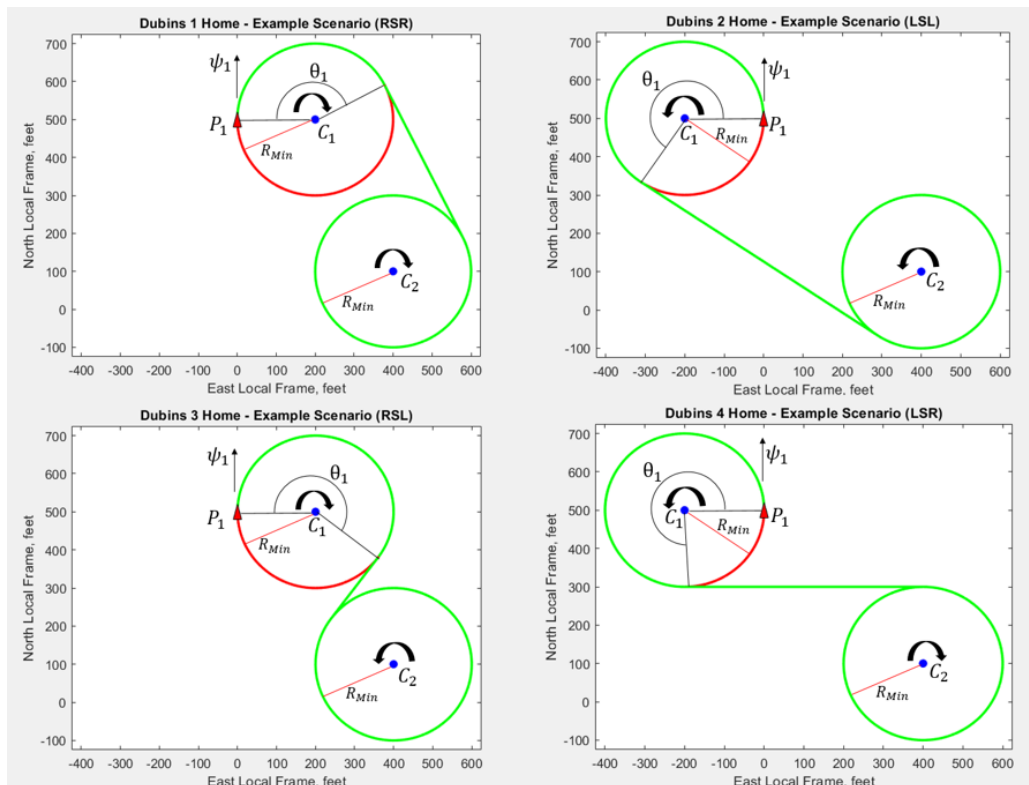 Dubins 1 Home - Example Scenario (RSR)
North Local Frame, feet
700
600
500
400
300
200
100
0
-100
ψ₁
θ₁
P₁
C₁
R_Min
C₂
R_Min
-400 -300 -200 -100 0 100 200 300 400 500 600
East Local Frame, feet
Dubins 2 Home - Example Scenario (LSL)
North Local Frame, feet
700
600
500
400
300
200
100
0
-100
ψ₁
θ₁
C₁
P₁
R_Min
C₂
R_Min
-400 -300 -200 -100 0 100 200 300 400 500 600
East Local Frame, feet
Dubins 3 Home - Example Scenario (RSL)
North Local Frame, feet
700
600
500
400
300
200
100
0
-100
ψ₁
θ₁
P₁
C₁
R_Min
C₂
R_Min
-400 -300 -200 -100 0 100 200 300 400 500 600
East Local Frame, feet
Dubins 4 Home - Example Scenario (LSR)
North Local Frame, feet
700
600
500
400
300
200
100
0
-100
ψ₁
θ₁
C₁
P₁
R_Min
C₂
R_Min
-400 -300 -200 -100 0 100 200 300 400 500 600
East Local Frame, feet